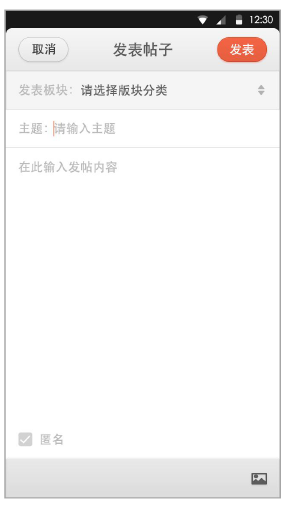 12:30
取消 发表帖子 发表
发表板块：请选择版块分类
主题：请输入主题
在此输入发帖内容
匿名